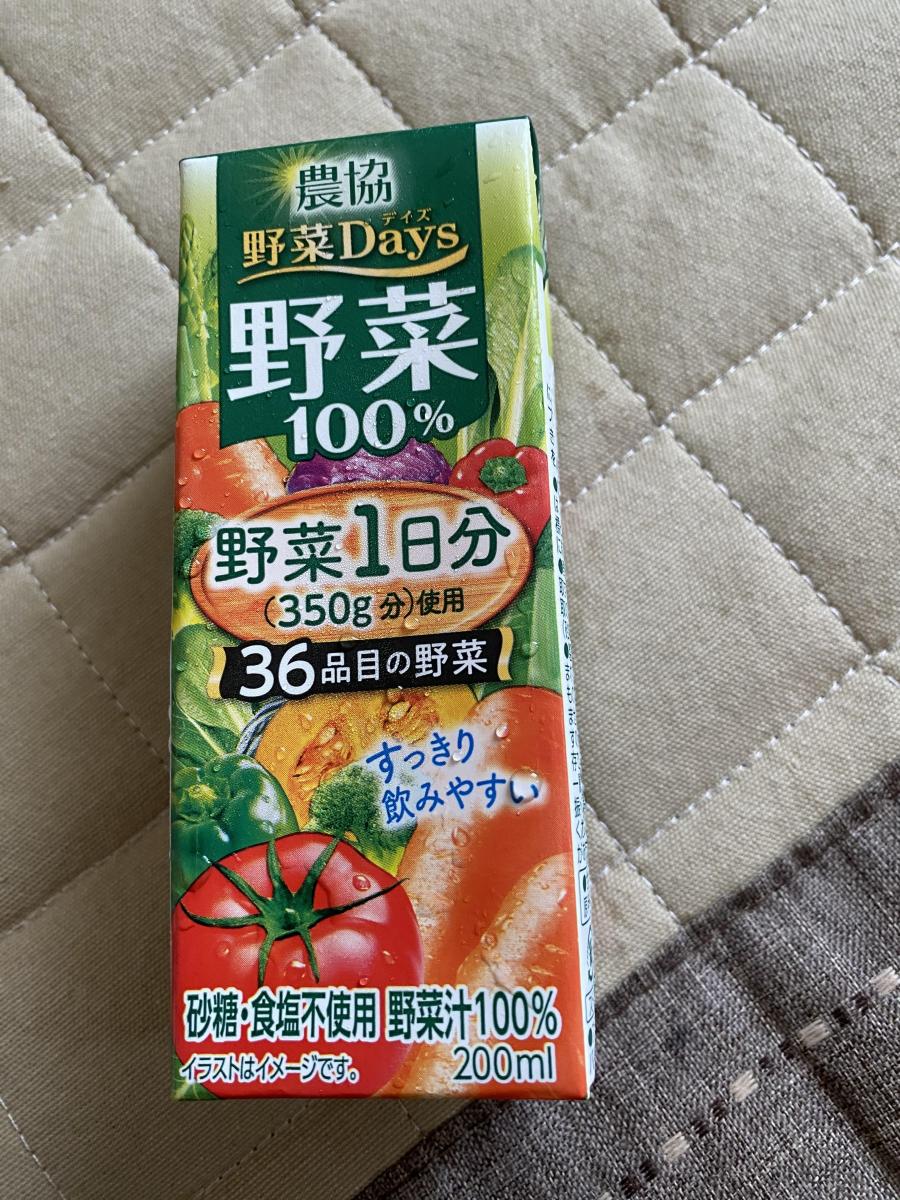 農協
デイズ
野菜Days
野菜
100%
野菜1日分
(350g分)使用
36品目の野菜
すっきり
飲みやすい
砂糖・食塩不使用 野菜汁100%
イラストはイメージです。 200ml